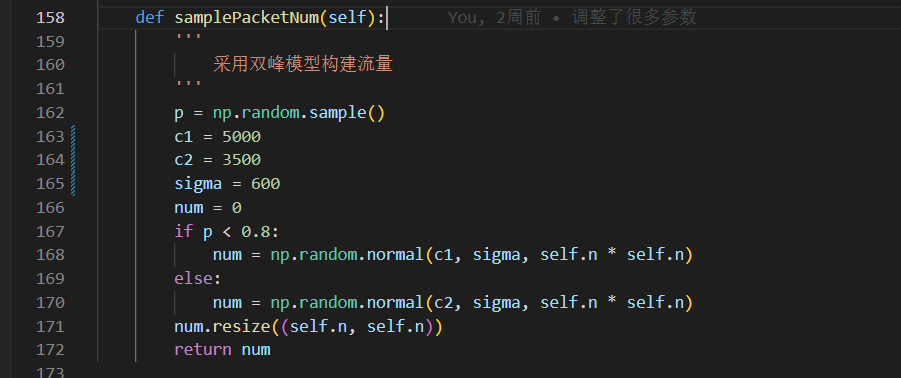 158 def samplePacketNum(self): You, 2周前 • 调整了很多参数
159 '''
160 采用双峰模型构建流量
161 '''
162 p = np.random.sample()
163 c1 = 5000
164 c2 = 3500
165 sigma = 600
166 num = 0
167 if p < 0.8:
168 num = np.random.normal(c1, sigma, self.n * self.n)
169 else:
170 num = np.random.normal(c2, sigma, self.n * self.n)
171 num.resize((self.n, self.n))
172 return num
173